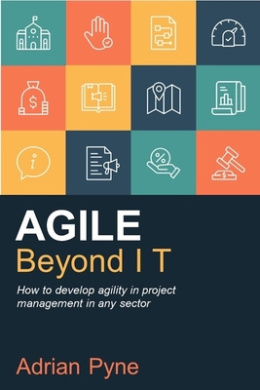 AGILE
Beyond I T
How to develop agility in project
management in any sector
Adrian Pyne